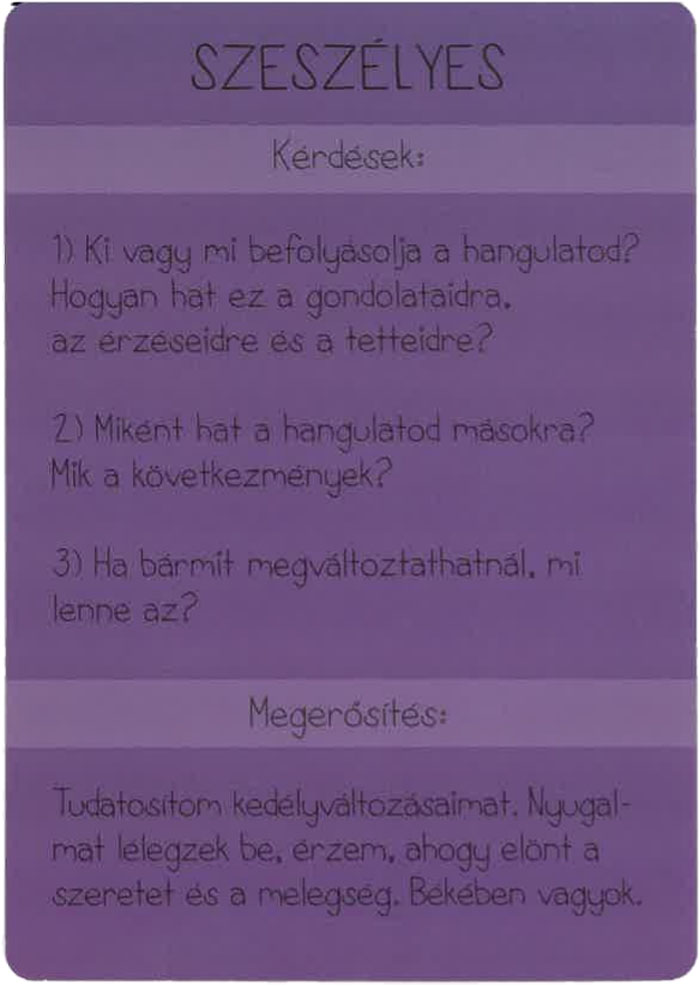 SZESZÉLYES
Kérdések:
1) Ki vagy mi befolyásolja a hangulatod?
Hogyan hat ez a gondolataidra,
az érzéseidre és a tetteidre?
2) Miként hat a hangulatod másokra?
Mik a következmények?
3) Ha bármit megváltoztathatnál, mi
lenne az?
Megerősítés:
Tudatosítom kedélyváltozásaimat. Nyugal-
mat lélegzek be, érzem, ahogy elönt a
szeretet és a melegség. Békében vagyok.